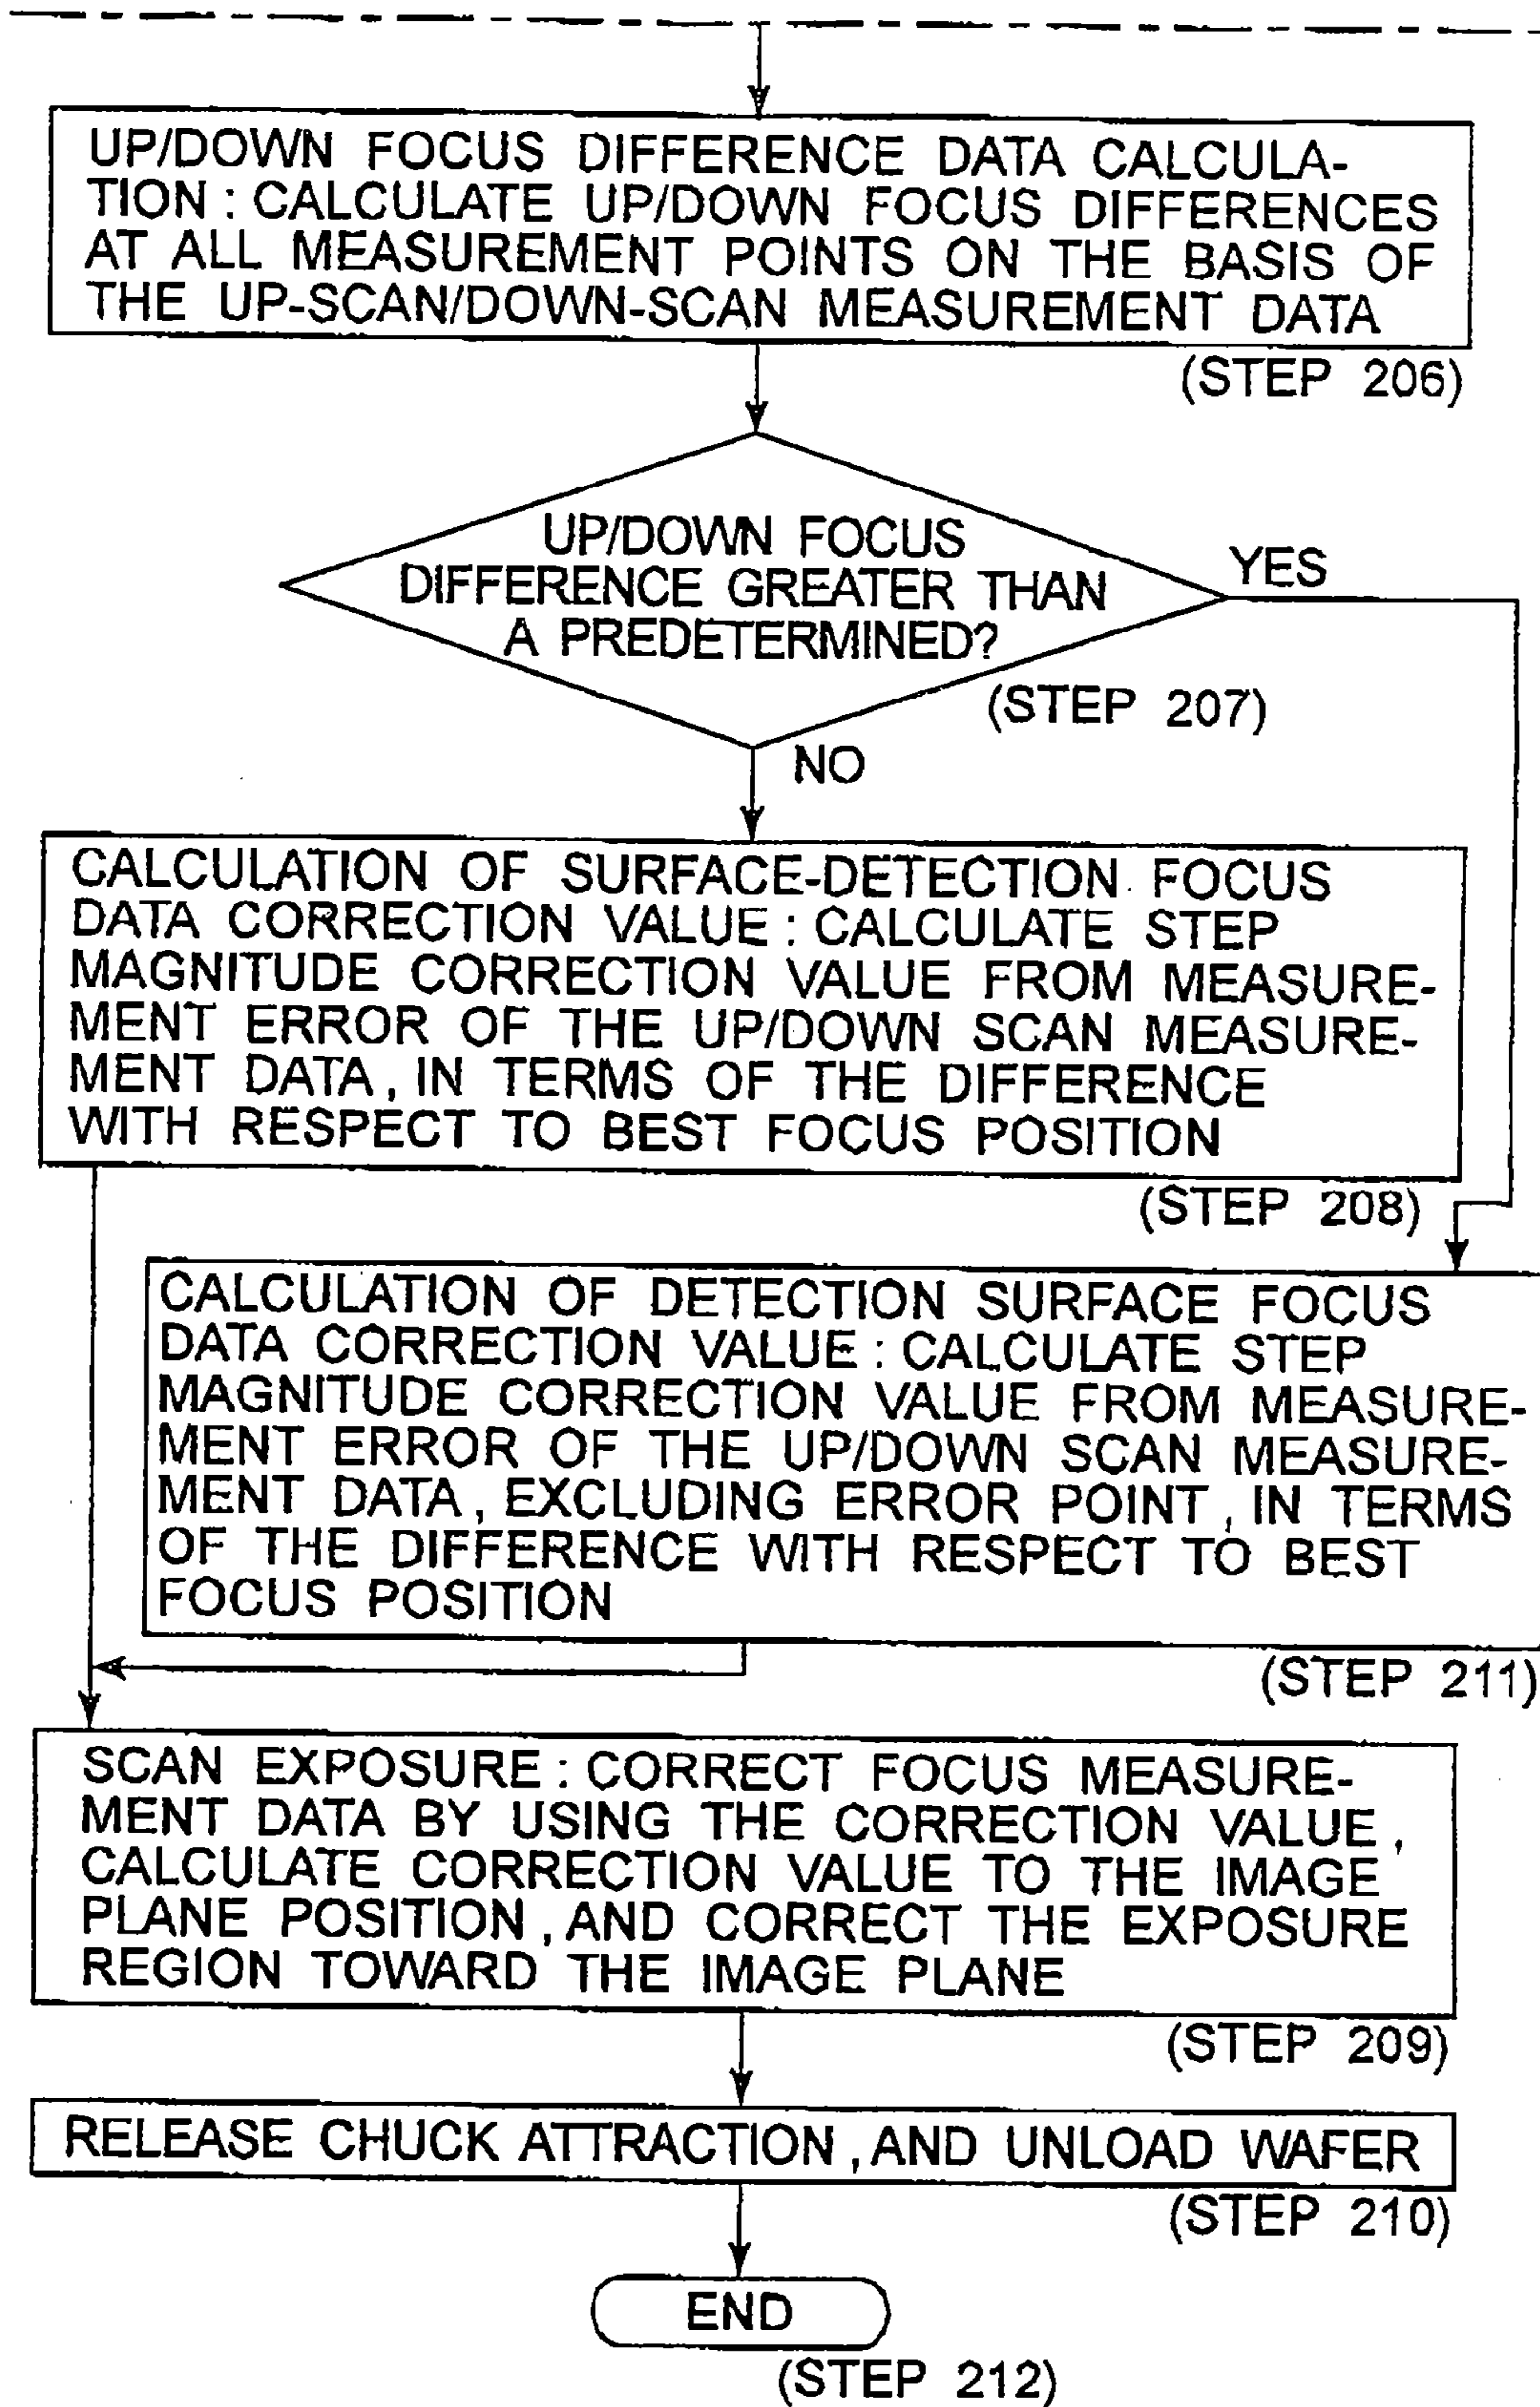 UP/DOWN FOCUS DIFFERENCE DATA CALCULA-
TION : CALCULATE UP/DOWN FOCUS DIFFERENCES
AT ALL MEASUREMENT POINTS ON THE BASIS OF
THE UP-SCAN/DOWN-SCAN MEASUREMENT DATA
(STEP 206)
UP/DOWN FOCUS
DIFFERENCE GREATER THAN
A PREDETERMINED?
YES
(STEP 207)
NO
CALCULATION OF SURFACE-DETECTION FOCUS
DATA CORRECTION VALUE : CALCULATE STEP
MAGNITUDE CORRECTION VALUE FROM MEASURE-
MENT ERROR OF THE UP/DOWN SCAN MEASURE-
MENT DATA, IN TERMS OF THE DIFFERENCE
WITH RESPECT TO BEST FOCUS POSITION
(STEP 208)
CALCULATION OF DETECTION SURFACE FOCUS
DATA CORRECTION VALUE : CALCULATE STEP
MAGNITUDE CORRECTION VALUE FROM MEASURE-
MENT ERROR OF THE UP/DOWN SCAN MEASURE-
MENT DATA, EXCLUDING ERROR POINT, IN TERMS
OF THE DIFFERENCE WITH RESPECT TO BEST
FOCUS POSITION
(STEP 211)
SCAN EXPOSURE : CORRECT FOCUS MEASURE-
MENT DATA BY USING THE CORRECTION VALUE,
CALCULATE CORRECTION VALUE TO THE IMAGE
PLANE POSITION, AND CORRECT THE EXPOSURE
REGION TOWARD THE IMAGE PLANE
(STEP 209)
RELEASE CHUCK ATTRACTION, AND UNLOAD WAFER
(STEP 210)
END
(STEP 212)